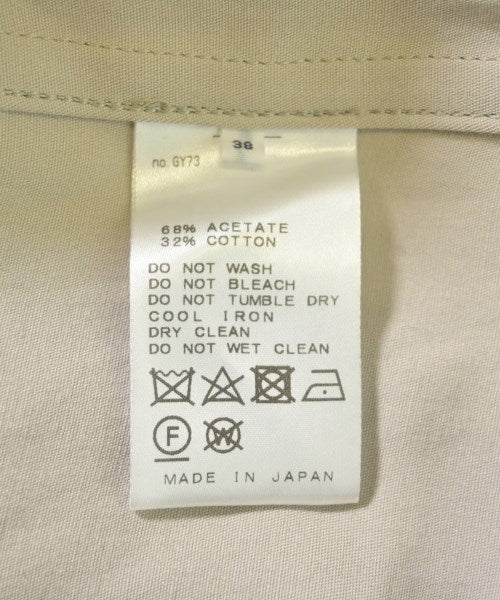 38
no. GY73
68% ACETATE
32% COTTON
DO NOT WASH
DO NOT BLEACH
DO NOT TUMBLE DRY
COOL IRON
DRY CLEAN
DO NOT WET CLEAN
F W
MADE IN JAPAN